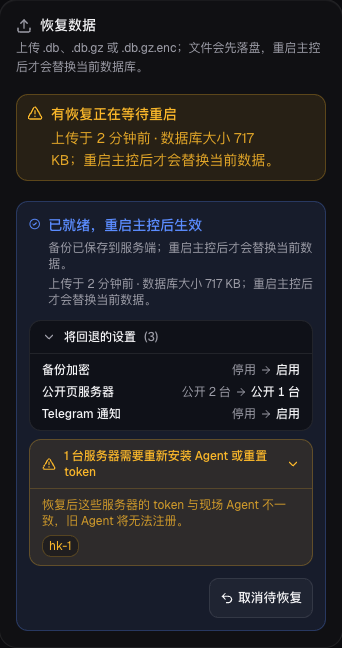 恢复数据
上传 .db、.db.gz 或 .db.gz.enc；文件会先落盘，重启主控
后才会替换当前数据库。
有恢复正在等待重启
上传于 2 分钟前 · 数据库大小 717
KB；重启主控后才会替换当前数据。
已就绪，重启主控后生效
备份已保存到服务端；重启主控后才会替换当前数
据。
上传于 2 分钟前 · 数据库大小 717 KB；重启主控后
才会替换当前数据。
将回退的设置 (3)
备份加密 停用 → 启用
公开页服务器 公开 2 台 → 公开 1 台
Telegram 通知 停用 → 启用
1 台服务器需要重新安装 Agent 或重置
token
恢复后这些服务器的 token 与现场 Agent 不一
致，旧 Agent 将无法注册。
hk-1
取消待恢复